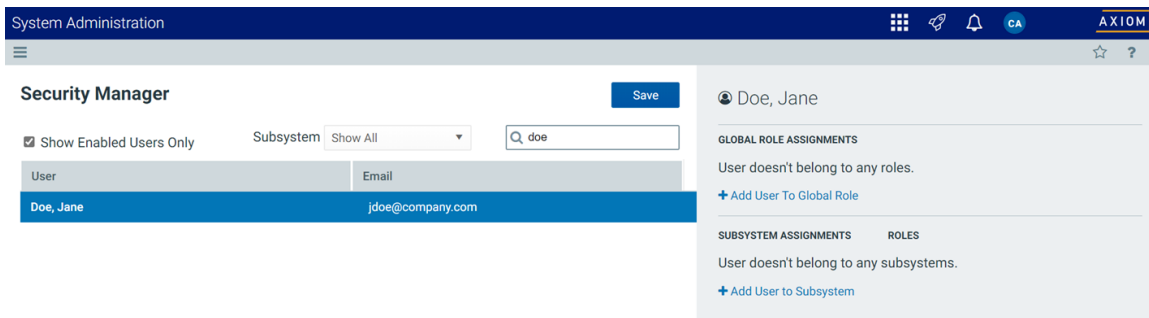 System Administration
CA
AXIOM
?
Security Manager
Save
Show Enabled Users Only
Subsystem
Show All
doe
User
Email
Doe, Jane
jdoe@company.com
Doe, Jane
GLOBAL ROLE ASSIGNMENTS
User doesn't belong to any roles.
+ Add User To Global Role
SUBSYSTEM ASSIGNMENTS ROLES
User doesn't belong to any subsystems.
+ Add User to Subsystem